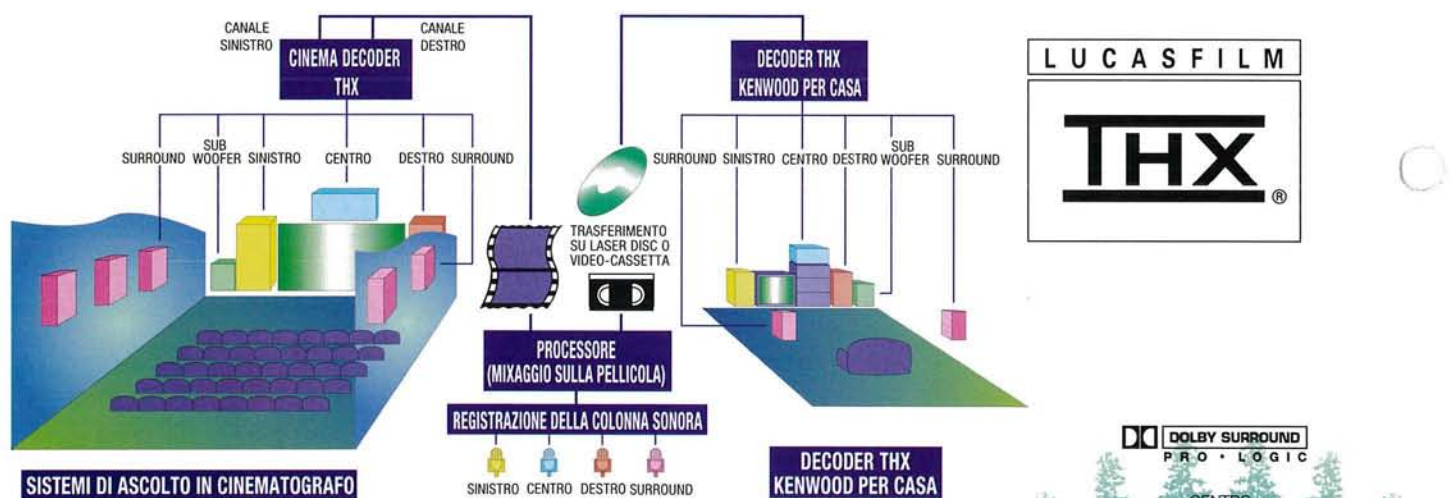 CANALE
SINISTRO
CANALE
DESTRO
CINEMA DECODER
THX
SURROUND
SUB
WOOFER
SINISTRO
CENTRO
DESTRO
SURROUND
SISTEMI DI ASCOLTO IN CINEMATOGRAFO
TRASFERIMENTO
SU LASER DISC O
VIDEO-CASSETTA
PROCESSORE
(MIXAGGIO SULLA PELLICOLA)
REGISTRAZIONE DELLA COLONNA SONORA
SINISTRO CENTRO DESTRO SURROUND
DECODER THX
KENWOOD PER CASA
SURROUND
SINISTRO
CENTRO
DESTRO
SUB
WOOFER
SURROUND
DECODER THX
KENWOOD PER CASA
LUCASFILM
THX ®
DOLBY SURROUND
PRO • LOGIC
CENTRO